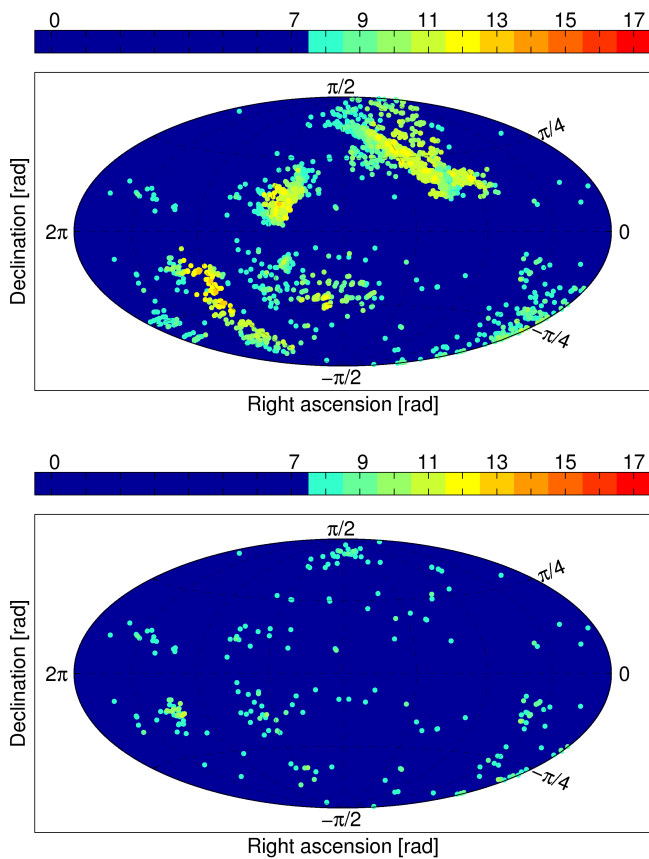 0 7 9 11 13 15 17
π/2
π/4
Declination [rad]
2π
0
−π/4
−π/2
Right ascension [rad]
0 7 9 11 13 15 17
π/2
π/4
Declination [rad]
2π
0
−π/4
−π/2
Right ascension [rad]